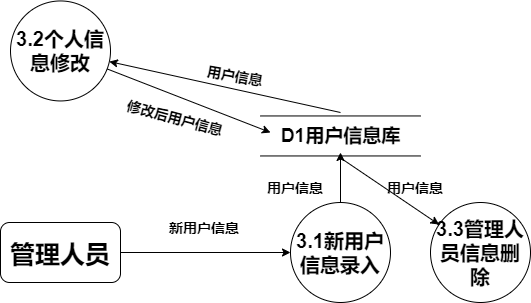 3.2个人信
息修改
用户信息
修改后用户信息
D1用户信息库
用户信息
用户信息
新用户信息
管理人员
3.1新用户
信息录入
3.3管理人
员信息删
除